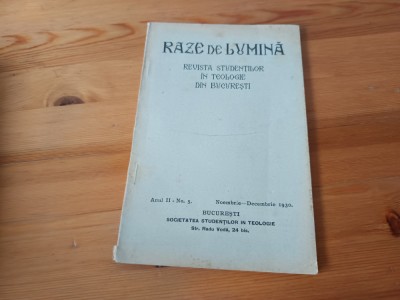 RAZE DE LUMINĂ
REVISTA STUDENȚILOR
ÎN TEOLOGIE
DIN BUCUREȘTI
Anul II - No. 5. Noembrie—Decembrie 1930.
BUCUREȘTI
SOCIETATEA STUDENȚILOR IN TEOLOGIE
Str. Radu Vodă, 24 bis.